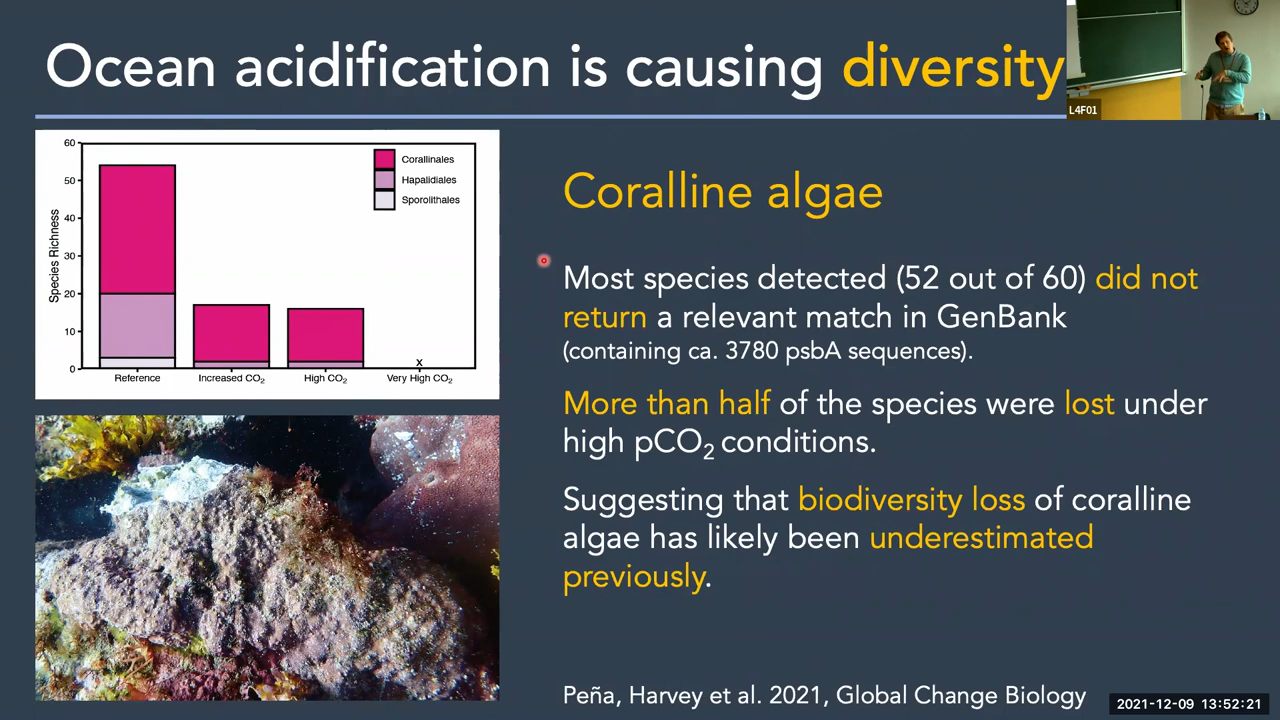 Ocean acidification is causing diversity
L4F01
60
50
40
30
20
10
0
Species Richness
Corallinales
Hapalidiales
Sporolithales
x
Reference
Increased CO₂
High CO₂
Very High CO₂
Coralline algae
Most species detected (52 out of 60) did not
return a relevant match in GenBank
(containing ca. 3780 psbA sequences).
More than half of the species were lost under
high pCO₂ conditions.
Suggesting that biodiversity loss of coralline
algae has likely been underestimated
previously.
Peña, Harvey et al. 2021, Global Change Biology
2021-12-09 13:52:21